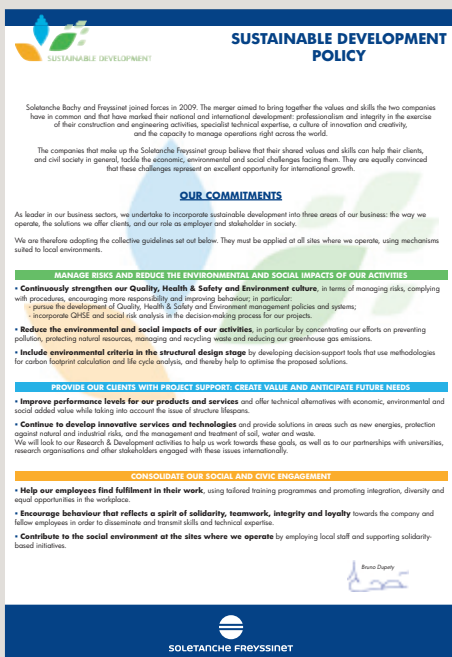 SUSTAINABLE DEVELOPMENT
SUSTAINABLE DEVELOPMENT
POLICY
Soletanche Bachy and Freyssinet joined forces in 2009. The merger aimed to bring together the values and skills the two companies
have in common and that have marked their national and international development: professionalism and integrity in the exercise
of their construction and engineering activities, specialist technical expertise, a culture of innovation and creativity,
and the capacity to manage operations right across the world.
The companies that make up the Soletanche Freyssinet group believe that their shared values and skills can help their clients,
and civil society in general, tackle the economic, environmental and social challenges facing them. They are equally convinced
that these challenges represent an excellent opportunity for international growth.
OUR COMMITMENTS
As leader in our business sectors, we undertake to incorporate sustainable development into three areas of our business: the way we
operate, the solutions we offer clients, and our role as employer and stakeholder in society.
We are therefore adopting the collective guidelines set out below. They must be applied at all sites where we operate, using mechanisms
suited to local environments.
MANAGE RISKS AND REDUCE THE ENVIRONMENTAL AND SOCIAL IMPACTS OF OUR ACTIVITIES
• Continuously strengthen our Quality, Health & Safety and Environment culture, in terms of managing risks, complying
with procedures, encouraging more responsibility and improving behaviour; in particular:
- pursue the development of Quality, Health & Safety and Environment management policies and systems;
- incorporate QHSE and social risk analysis in the decision-making process for our projects.
• Reduce the environmental and social impacts of our activities, in particular by concentrating our efforts on preventing
pollution, protecting natural resources, managing and recycling waste and reducing our greenhouse gas emissions.
• Include environmental criteria in the structural design stage by developing decision-support tools that use methodologies
for carbon footprint calculation and life cycle analysis, and thereby help to optimise the proposed solutions.
PROVIDE OUR CLIENTS WITH PROJECT SUPPORT: CREATE VALUE AND ANTICIPATE FUTURE NEEDS
• Improve performance levels for our products and services and offer technical alternatives with economic, environmental and
social added value while taking into account the issue of structure lifespans.
• Continue to develop innovative services and technologies and provide solutions in areas such as new energies, protection
against natural and industrial risks, and the management and treatment of soil, water and waste.
We will look to our Research & Development activities to help us work towards these goals, as well as to our partnerships with universities,
research organisations and other stakeholders engaged with these issues internationally.
CONSOLIDATE OUR SOCIAL AND CIVIC ENGAGEMENT
• Help our employees find fulfilment in their work, using tailored training programmes and promoting integration, diversity and
equal opportunities in the workplace.
• Encourage behaviour that reflects a spirit of solidarity, teamwork, integrity and loyalty towards the company and
fellow employees in order to disseminate and transmit skills and technical expertise.
• Contribute to the social environment at the sites where we operate by employing local staff and supporting solidarity-
based initiatives.
Bruno Dupety
SOLETANCHE FREYSSINET